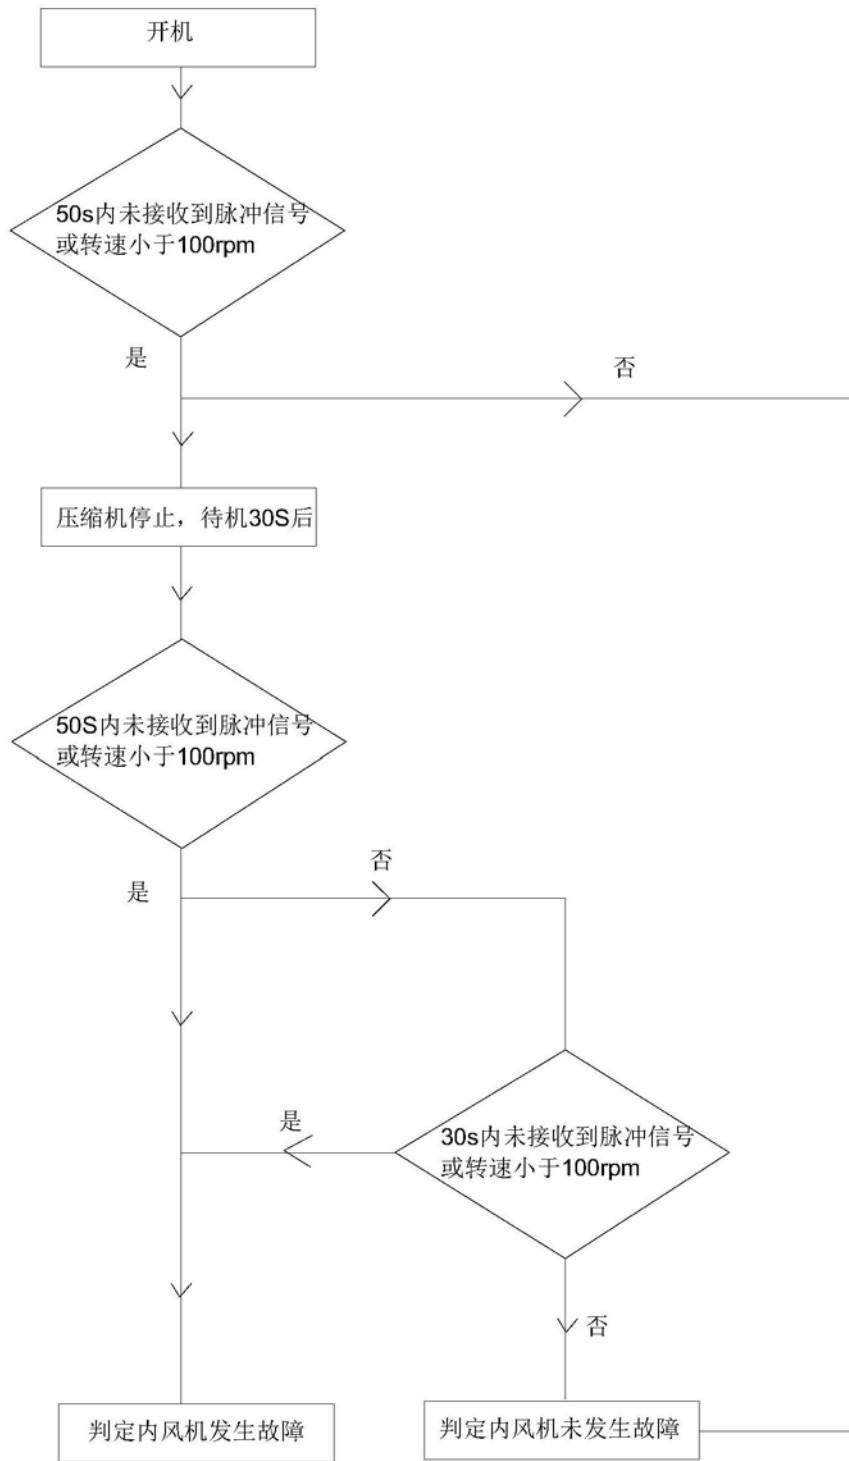 开机
50s内未接收到脉冲信号
或转速小于100rpm
是
否
压缩机停止，待机30S后
50S内未接收到脉冲信号
或转速小于100rpm
是
否
是
30s内未接收到脉冲信号
或转速小于100rpm
否
判定内风机发生故障
判定内风机未发生故障